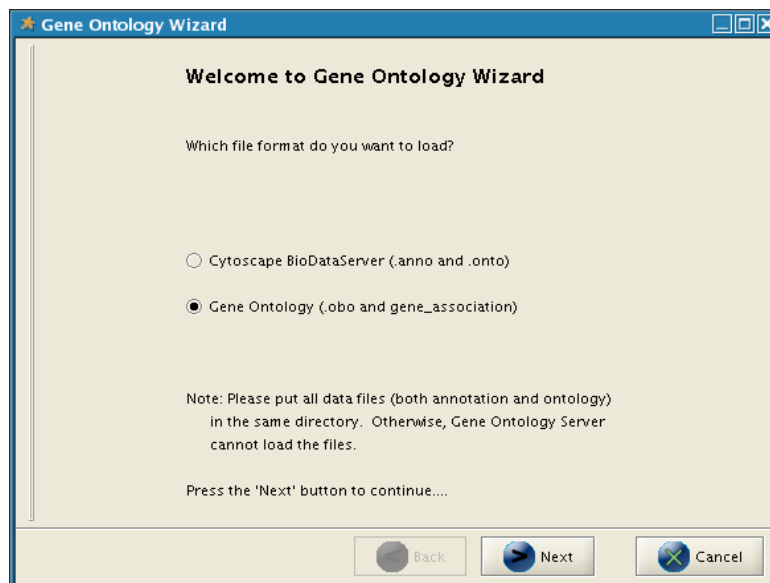 Gene Ontology Wizard
Welcome to Gene Ontology Wizard
Which file format do you want to load?
Cytoscape BioDataServer (.anno and .onto)
Gene Ontology (.obo and gene_association)
Note: Please put all data files (both annotation and ontology)
in the same directory. Otherwise, Gene Ontology Server
cannot load the files.
Press the 'Next' button to continue....
Back
Next
Cancel